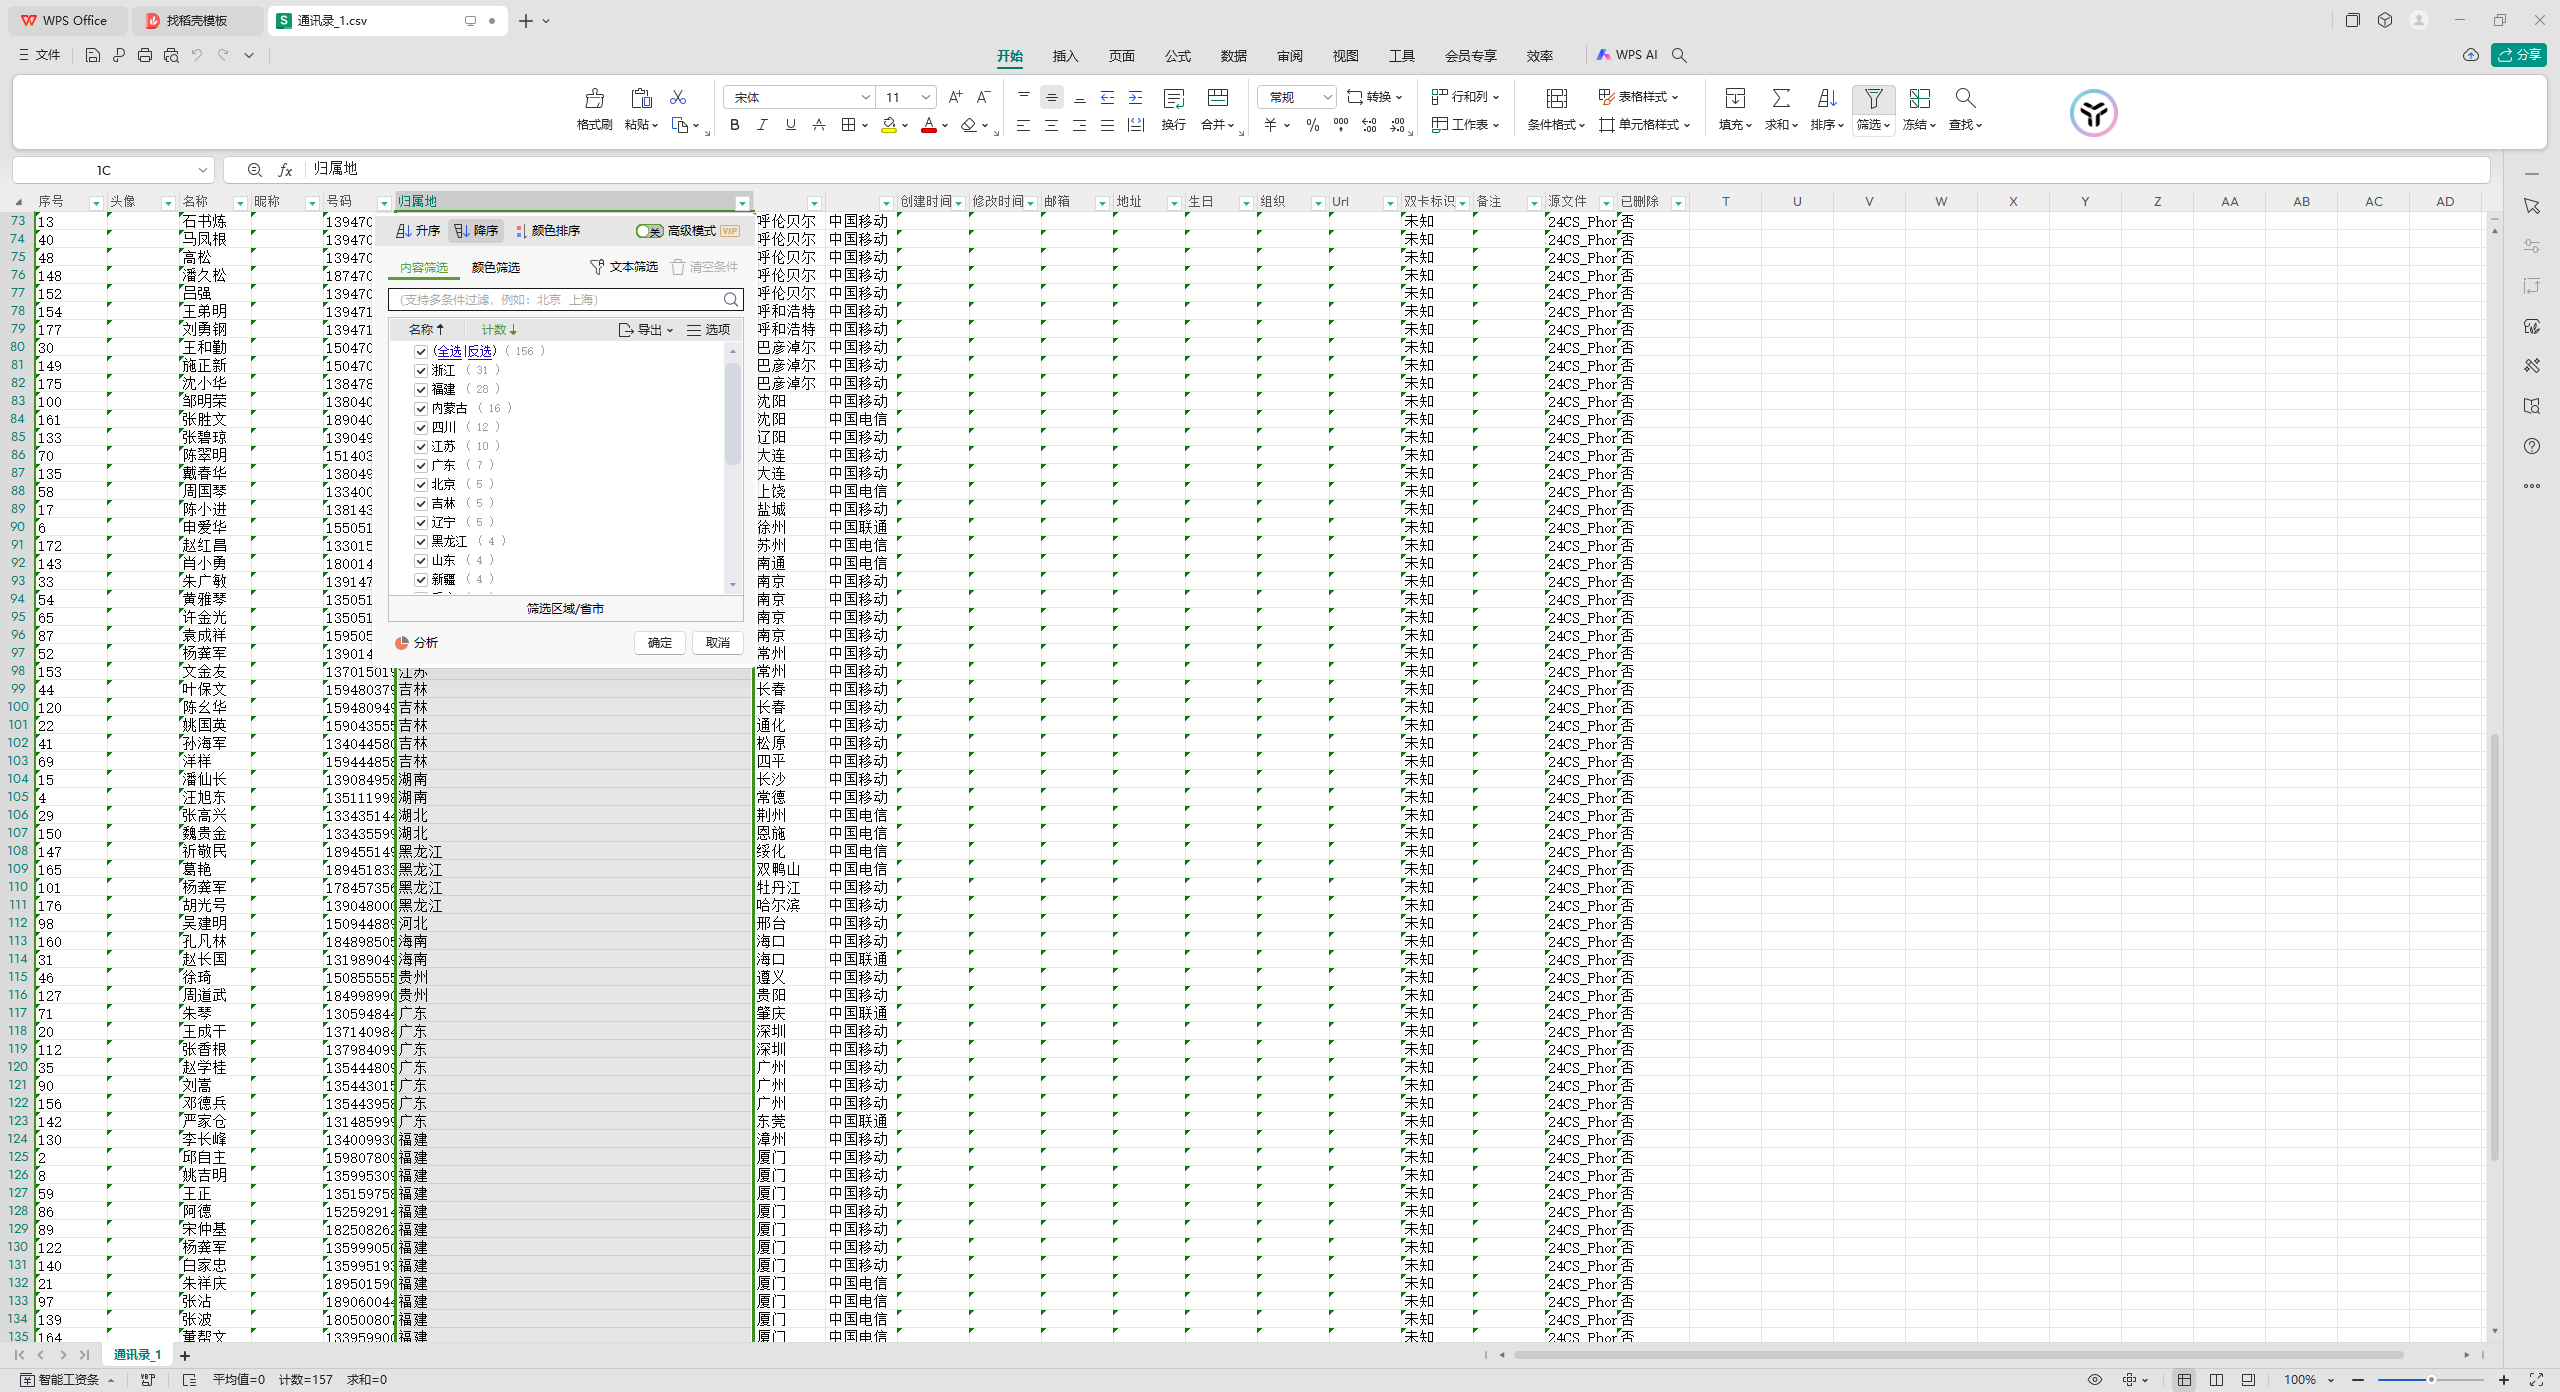 WPS Office 找稻壳模板 通讯录_1.csv
文件 开始 插入 页面 公式 数据 审阅 视图 工具 会员专享 效率 WPS AI 分享
宋体 11 常规 转换 行和列 表格样式
格式刷 粘贴 换行 合并 工作表 条件格式 单元格样式 填充 求和 排序 筛选 冻结 查找
1C fx 归属地
序号 头像 名称 昵称 号码 归属地 创建时间 修改时间 邮箱 地址 生日 组织 Url 双卡标识 备注 源文件 已删除 T U V W X Y Z AA AB AC AD
升序 降序 颜色排序 关 高级模式 VIP
内容筛选 颜色筛选 文本筛选 清空条件
(支持多条件过滤，例如：北京 上海)
名称 计数 导出 选项
(全选|反选) (156)
浙江 (31)
福建 (28)
内蒙古 (16)
四川 (12)
江苏 (10)
广东 (7)
北京 (5)
吉林 (5)
辽宁 (5)
黑龙江 (4)
山东 (4)
新疆 (4)
筛选区域/省市
分析 确定 取消
73 13 石书炼 139470 呼伦贝尔 中国移动 未知 24CS_Phor 否
74 40 马凤根 139470 呼伦贝尔 中国移动 未知 24CS_Phor 否
75 48 高松 139470 呼伦贝尔 中国移动 未知 24CS_Phor 否
76 148 潘久松 187470 呼伦贝尔 中国移动 未知 24CS_Phor 否
77 152 吕强 139470 呼伦贝尔 中国移动 未知 24CS_Phor 否
78 154 王弟明 139471 呼和浩特 中国移动 未知 24CS_Phor 否
79 177 刘勇钢 139471 呼和浩特 中国移动 未知 24CS_Phor 否
80 30 王和勤 150470 巴彦淖尔 中国移动 未知 24CS_Phor 否
81 149 施正新 150470 巴彦淖尔 中国移动 未知 24CS_Phor 否
82 175 沈小华 138478 巴彦淖尔 中国移动 未知 24CS_Phor 否
83 100 邹明荣 138040 沈阳 中国移动 未知 24CS_Phor 否
84 161 张胜文 189040 沈阳 中国电信 未知 24CS_Phor 否
85 133 张碧琼 139049 辽阳 中国移动 未知 24CS_Phor 否
86 70 陈翠明 151403 大连 中国移动 未知 24CS_Phor 否
87 135 戴春华 138049 大连 中国移动 未知 24CS_Phor 否
88 58 周国琴 133400 上饶 中国电信 未知 24CS_Phor 否
89 17 陈小进 138143 盐城 中国移动 未知 24CS_Phor 否
90 6 申爱华 155051 徐州 中国联通 未知 24CS_Phor 否
91 172 赵红昌 133015 苏州 中国电信 未知 24CS_Phor 否
92 143 肖小勇 180014 南通 中国电信 未知 24CS_Phor 否
93 33 朱广敏 139147 南京 中国移动 未知 24CS_Phor 否
94 54 黄雅琴 135051 南京 中国移动 未知 24CS_Phor 否
95 65 许金光 135051 南京 中国移动 未知 24CS_Phor 否
96 87 袁成祥 159505 南京 中国移动 未知 24CS_Phor 否
97 52 杨龚军 139014 常州 中国移动 未知 24CS_Phor 否
98 153 文金友 137015019 江苏 常州 中国移动 未知 24CS_Phor 否
99 44 叶保文 159480379 吉林 长春 中国移动 未知 24CS_Phor 否
100 120 陈幺华 159480949 吉林 长春 中国移动 未知 24CS_Phor 否
101 22 姚国英 159043555 吉林 通化 中国移动 未知 24CS_Phor 否
102 41 孙海军 134044580 吉林 松原 中国移动 未知 24CS_Phor 否
103 69 洋样 159444858 吉林 四平 中国移动 未知 24CS_Phor 否
104 15 潘仙长 139084958 湖南 长沙 中国移动 未知 24CS_Phor 否
105 4 汪旭东 135111998 湖南 常德 中国移动 未知 24CS_Phor 否
106 29 张高兴 133435144 湖北 荆州 中国电信 未知 24CS_Phor 否
107 150 魏贵金 133435599 湖北 恩施 中国电信 未知 24CS_Phor 否
108 147 祈敬民 189455149 黑龙江 绥化 中国电信 未知 24CS_Phor 否
109 165 葛艳 189451833 黑龙江 双鸭山 中国电信 未知 24CS_Phor 否
110 101 杨龚军 178457356 黑龙江 牡丹江 中国移动 未知 24CS_Phor 否
111 176 胡光号 139048000 黑龙江 哈尔滨 中国移动 未知 24CS_Phor 否
112 98 吴建明 150944889 河北 邢台 中国移动 未知 24CS_Phor 否
113 160 孔凡林 184898505 海南 海口 中国移动 未知 24CS_Phor 否
114 31 赵长国 131989049 海南 海口 中国联通 未知 24CS_Phor 否
115 46 徐琦 150855555 贵州 遵义 中国移动 未知 24CS_Phor 否
116 127 周道武 184998990 贵州 贵阳 中国移动 未知 24CS_Phor 否
117 71 朱琴 130594844 广东 肇庆 中国联通 未知 24CS_Phor 否
118 20 王成干 137140984 广东 深圳 中国移动 未知 24CS_Phor 否
119 112 张香根 137984099 广东 深圳 中国移动 未知 24CS_Phor 否
120 35 赵学桂 135444809 广东 广州 中国移动 未知 24CS_Phor 否
121 90 刘嵩 135443015 广东 广州 中国移动 未知 24CS_Phor 否
122 156 邓德兵 135443958 广东 广州 中国移动 未知 24CS_Phor 否
123 142 严家仓 131485999 广东 东莞 中国联通 未知 24CS_Phor 否
124 130 李长峰 134009930 福建 漳州 中国移动 未知 24CS_Phor 否
125 2 邱自主 159807809 福建 厦门 中国移动 未知 24CS_Phor 否
126 8 姚吉明 135995309 福建 厦门 中国移动 未知 24CS_Phor 否
127 59 王正 135159758 福建 厦门 中国移动 未知 24CS_Phor 否
128 86 阿德 152592914 福建 厦门 中国移动 未知 24CS_Phor 否
129 89 宋仲基 182508262 福建 厦门 中国移动 未知 24CS_Phor 否
130 122 杨龚军 135999050 福建 厦门 中国移动 未知 24CS_Phor 否
131 140 白家忠 135995193 福建 厦门 中国移动 未知 24CS_Phor 否
132 21 朱祥庆 189501590 福建 厦门 中国电信 未知 24CS_Phor 否
133 97 张沾 189060044 福建 厦门 中国电信 未知 24CS_Phor 否
134 139 张波 180500807 福建 厦门 中国电信 未知 24CS_Phor 否
135 164 董帮文 133959900 福建 厦门 中国电信 未知 24CS_Phor 否
通讯录_1
智能工资条 平均值=0 计数=157 求和=0 100%